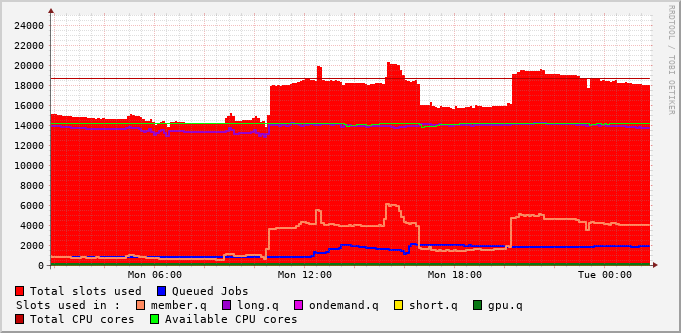 24000
22000
20000
18000
16000
14000
12000
10000
8000
6000
4000
2000
0
Mon 06:00 Mon 12:00 Mon 18:00 Tue 00:00
Total slots used Queued Jobs
Slots used in : member.q long.q ondemand.q short.q gpu.q
Total CPU cores Available CPU cores
RRDTOOL / TOBI OETIKER